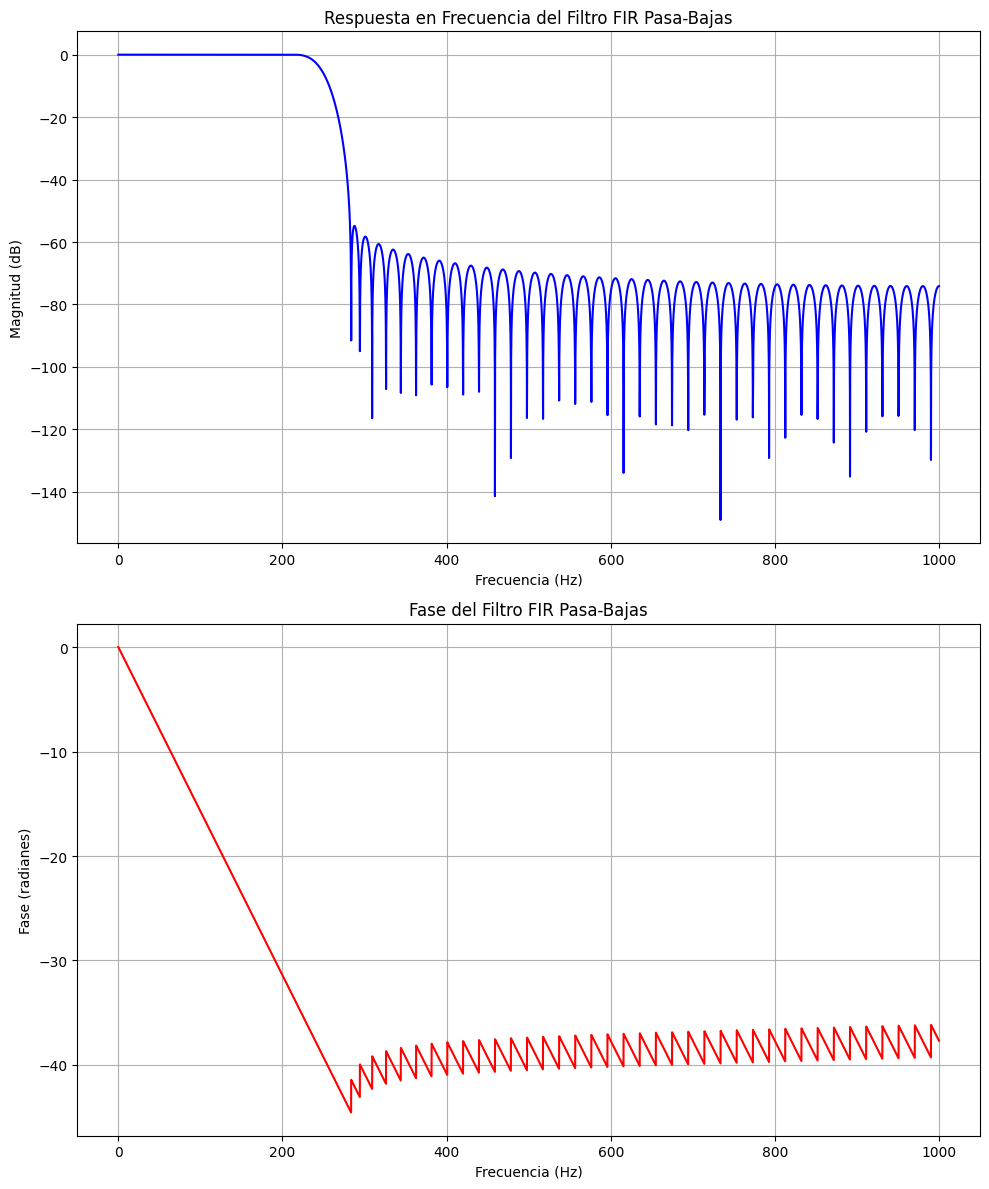 Respuesta en Frecuencia del Filtro FIR Pasa-Bajas
0
−20
−40
−60
−80
−100
−120
−140
Magnitud (dB)
0 200 400 600 800 1000
Frecuencia (Hz)
Fase del Filtro FIR Pasa-Bajas
0
−10
−20
−30
−40
Fase (radianes)
0 200 400 600 800 1000
Frecuencia (Hz)